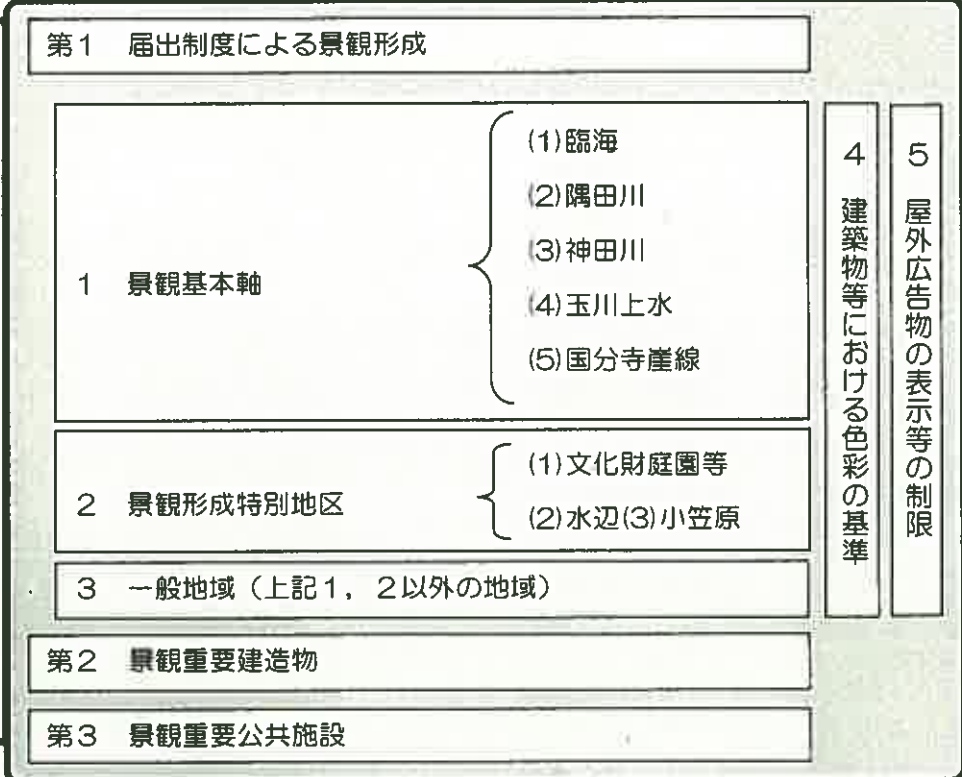 第1　届出制度による景観形成
1　景観基本軸
(1)臨海
(2)隅田川
(3)神田川
(4)玉川上水
(5)国分寺崖線
2　景観形成特別地区
(1)文化財庭園等
(2)水辺(3)小笠原
3　一般地域（上記1，2以外の地域）
4　建築物等における色彩の基準
5　屋外広告物の表示等の制限
第2　景観重要建造物
第3　景観重要公共施設